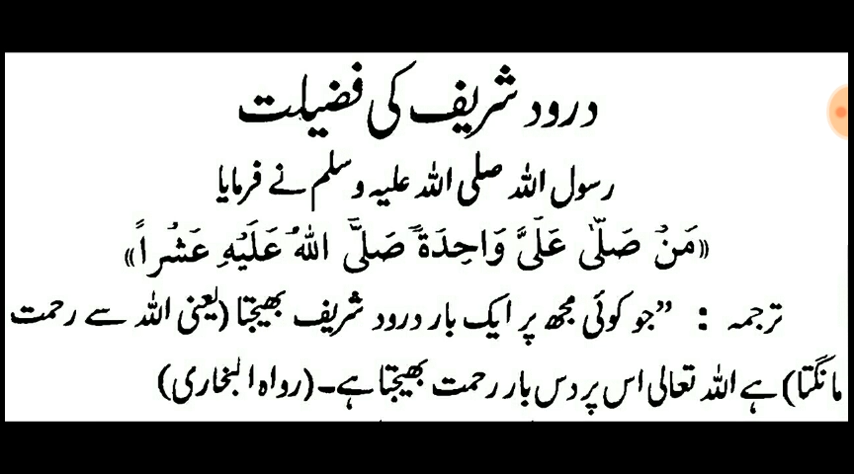 درود شریف کی فضیلت
رسول اللہ صلی اللہ علیہ وسلم نے فرمایا
«مَنْ صَلّٰی عَلَیَّ وَاحِدَةً صَلَّی اللہُ عَلَیْهِ عَشْراً»
ترجمہ : ”جو کوئی مجھ پر ایک بار درود شریف بھیجتا (یعنی اللہ سے رحمت
مانگتا) ہے اللہ تعالی اس پر دس بار رحمت بھیجتا ہے۔ (رواہ البخاری)